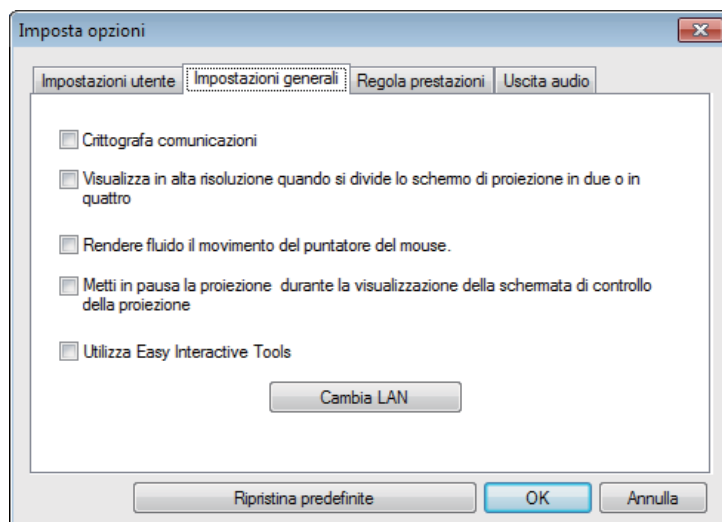 Imposta opzioni
Impostazioni utente Impostazioni generali Regola prestazioni Uscita audio
Crittografa comunicazioni
Visualizza in alta risoluzione quando si divide lo schermo di proiezione in due o in
quattro
Rendere fluido il movimento del puntatore del mouse.
Metti in pausa la proiezione durante la visualizzazione della schermata di controllo
della proiezione
Utilizza Easy Interactive Tools
Cambia LAN
Ripristina predefinite OK Annulla